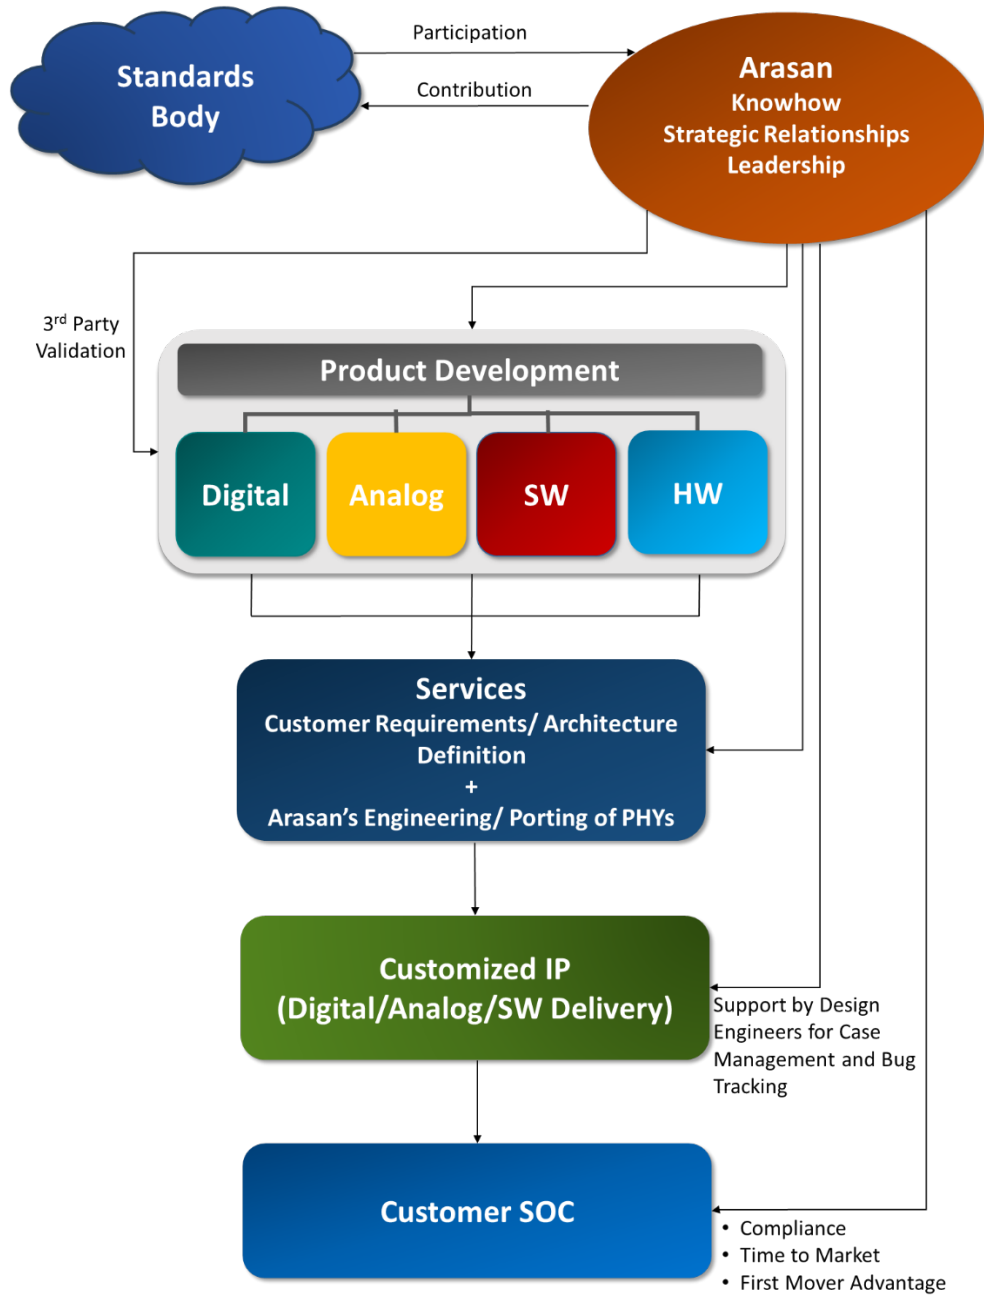 Participation
Standards
Body
Contribution
Arasan
Knowhow
Strategic Relationships
Leadership
3rd Party
Validation
Product Development
Digital
Analog
SW
HW
Services
Customer Requirements/ Architecture
Definition
+
Arasan's Engineering/ Porting of PHYs
Customized IP
(Digital/Analog/SW Delivery)
Support by Design
Engineers for Case
Management and Bug
Tracking
Customer SOC
• Compliance
• Time to Market
• First Mover Advantage